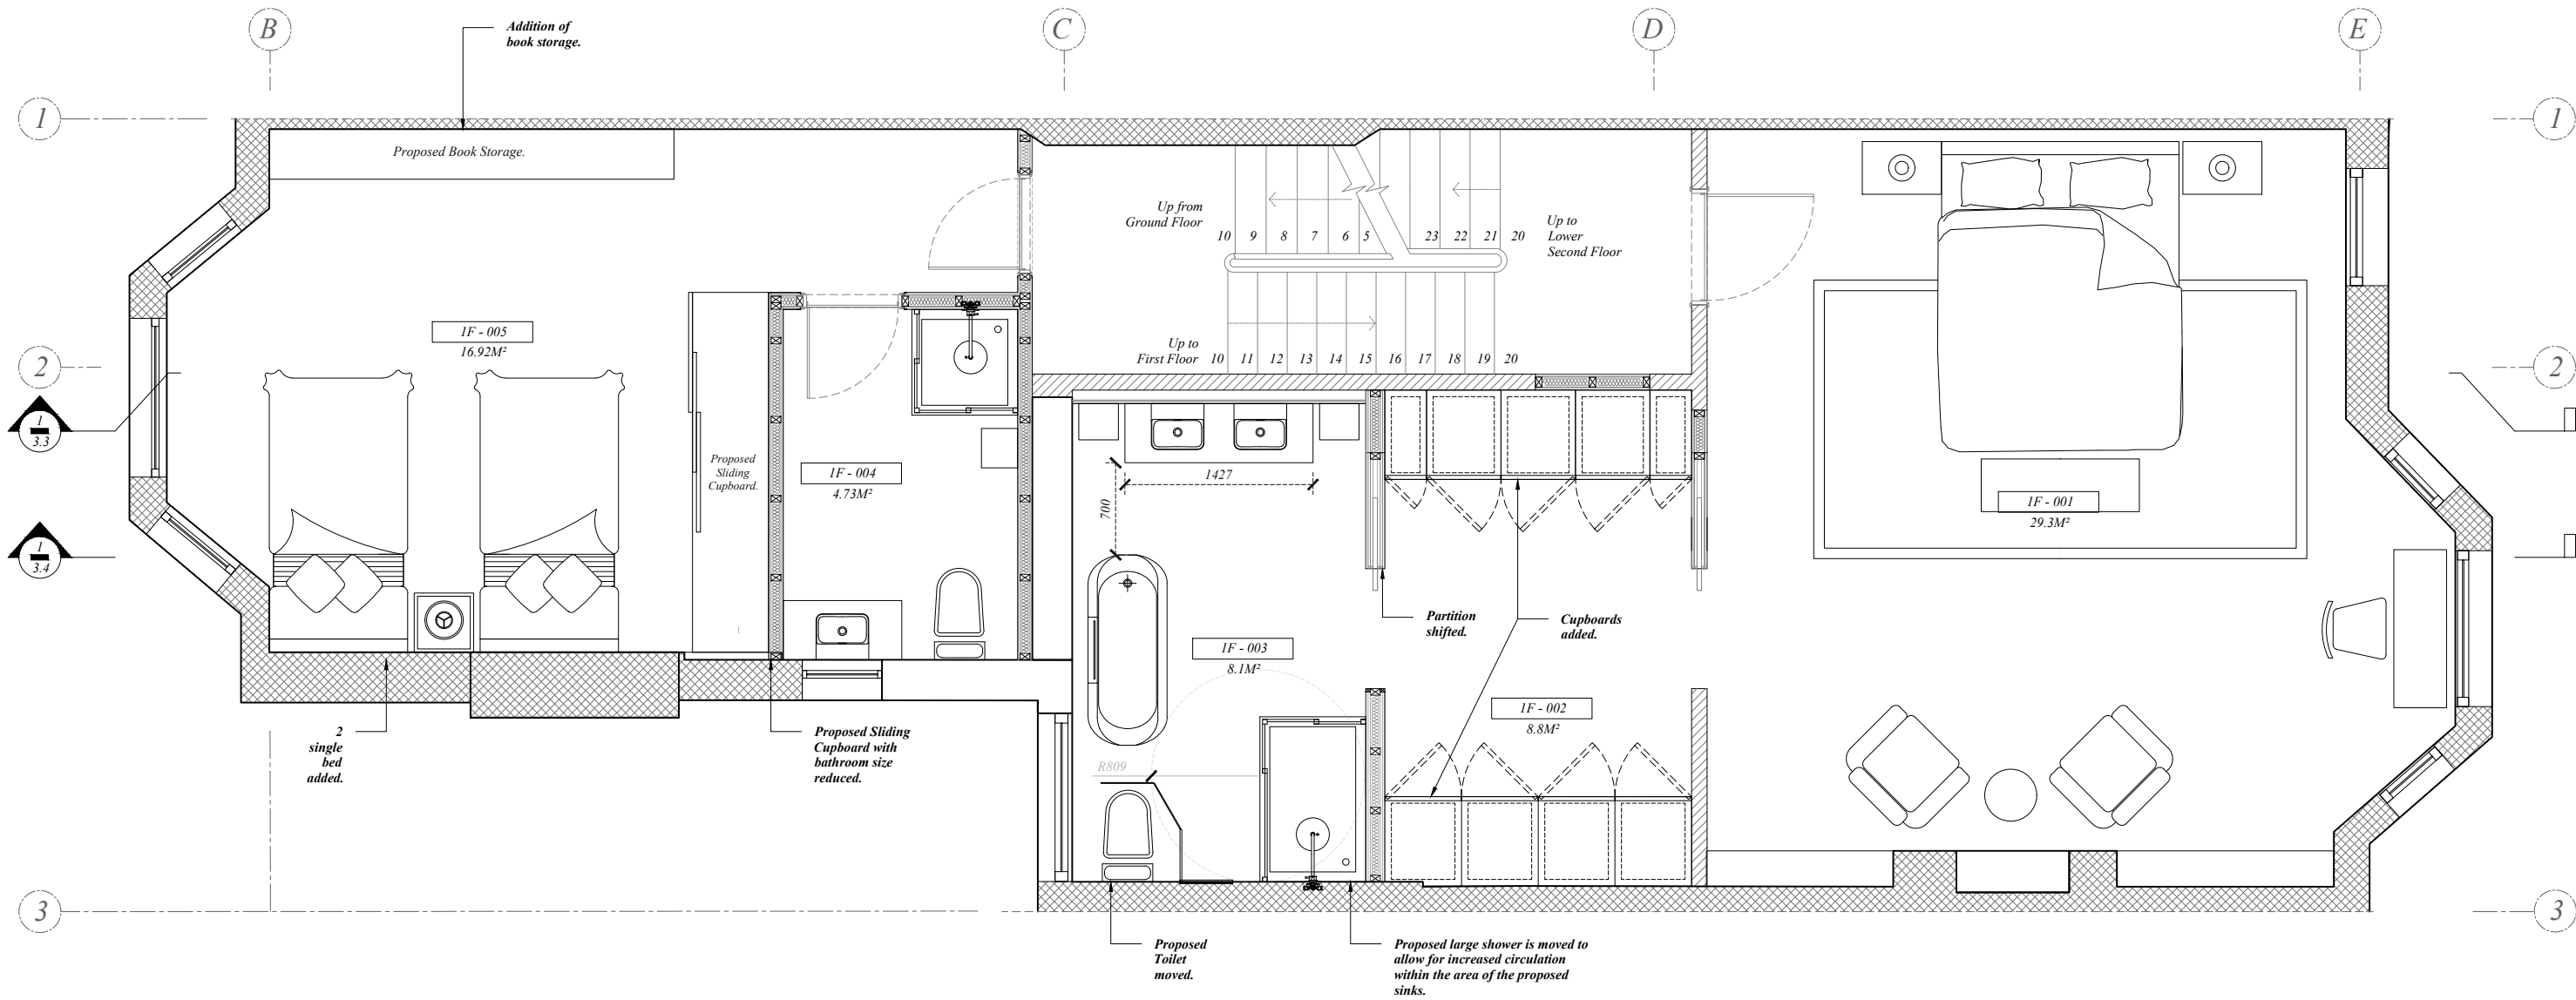 B
C
D
E
Addition of
book storage.
1
1
Proposed Book Storage.
Up from
Ground Floor
10 9 8 7 6 5
23 22 21 20
Up to
Lower
Second Floor
1F - 005
16.92M²
2
2
Up to
First Floor
10 11 12 13 14 15 16 17 18 19 20
1
3.3
Proposed
Sliding
Cupboard.
1F - 004
4.73M²
1427
700
1F - 001
29.3M²
1
3.4
Partition
shifted.
Cupboards
added.
1F - 003
8.1M²
1F - 002
8.8M²
2
single
bed
added.
Proposed Sliding
Cupboard with
bathroom size
reduced.
R809
3
3
Proposed
Toilet
moved.
Proposed large shower is moved to
allow for increased circulation
within the area of the proposed
sinks.